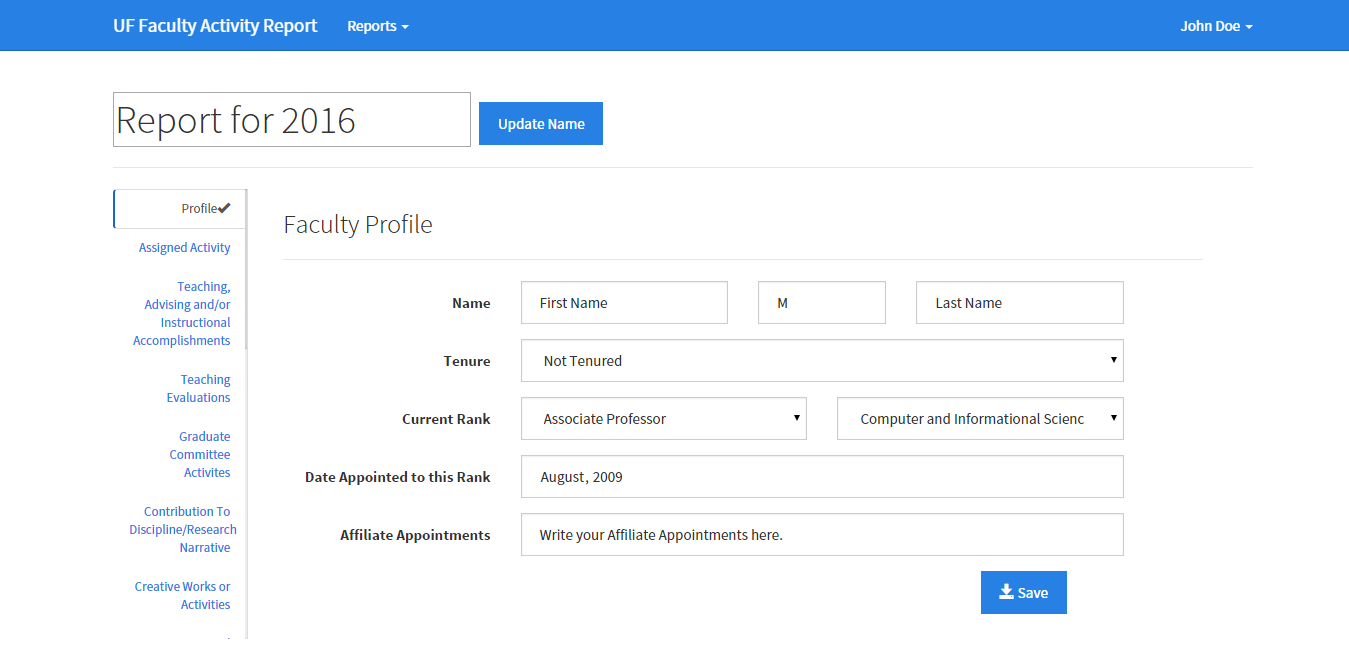 UF Faculty Activity Report Reports John Doe
Report for 2016 Update Name
Profile
Assigned Activity
Teaching,
Advising and/or
Instructional
Accomplishments
Teaching
Evaluations
Graduate
Committee
Activites
Contribution To
Discipline/Research
Narrative
Creative Works or
Activities
Faculty Profile
Name First Name M Last Name
Tenure Not Tenured
Current Rank Associate Professor Computer and Informational Scienc
Date Appointed to this Rank August, 2009
Affiliate Appointments Write your Affiliate Appointments here.
Save